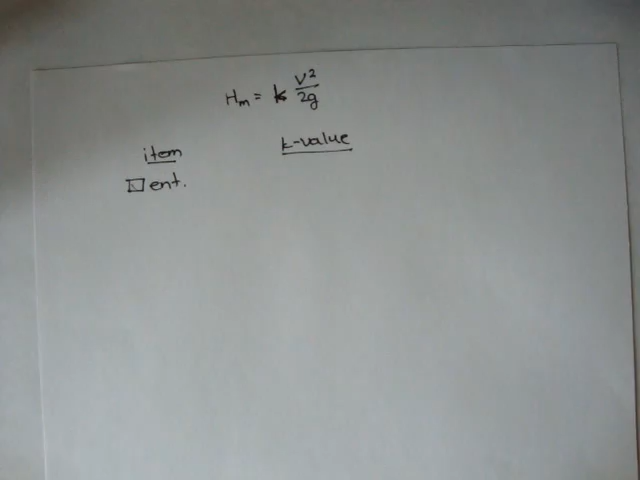 Hm = k V²/2g
item k-value
□ ent.